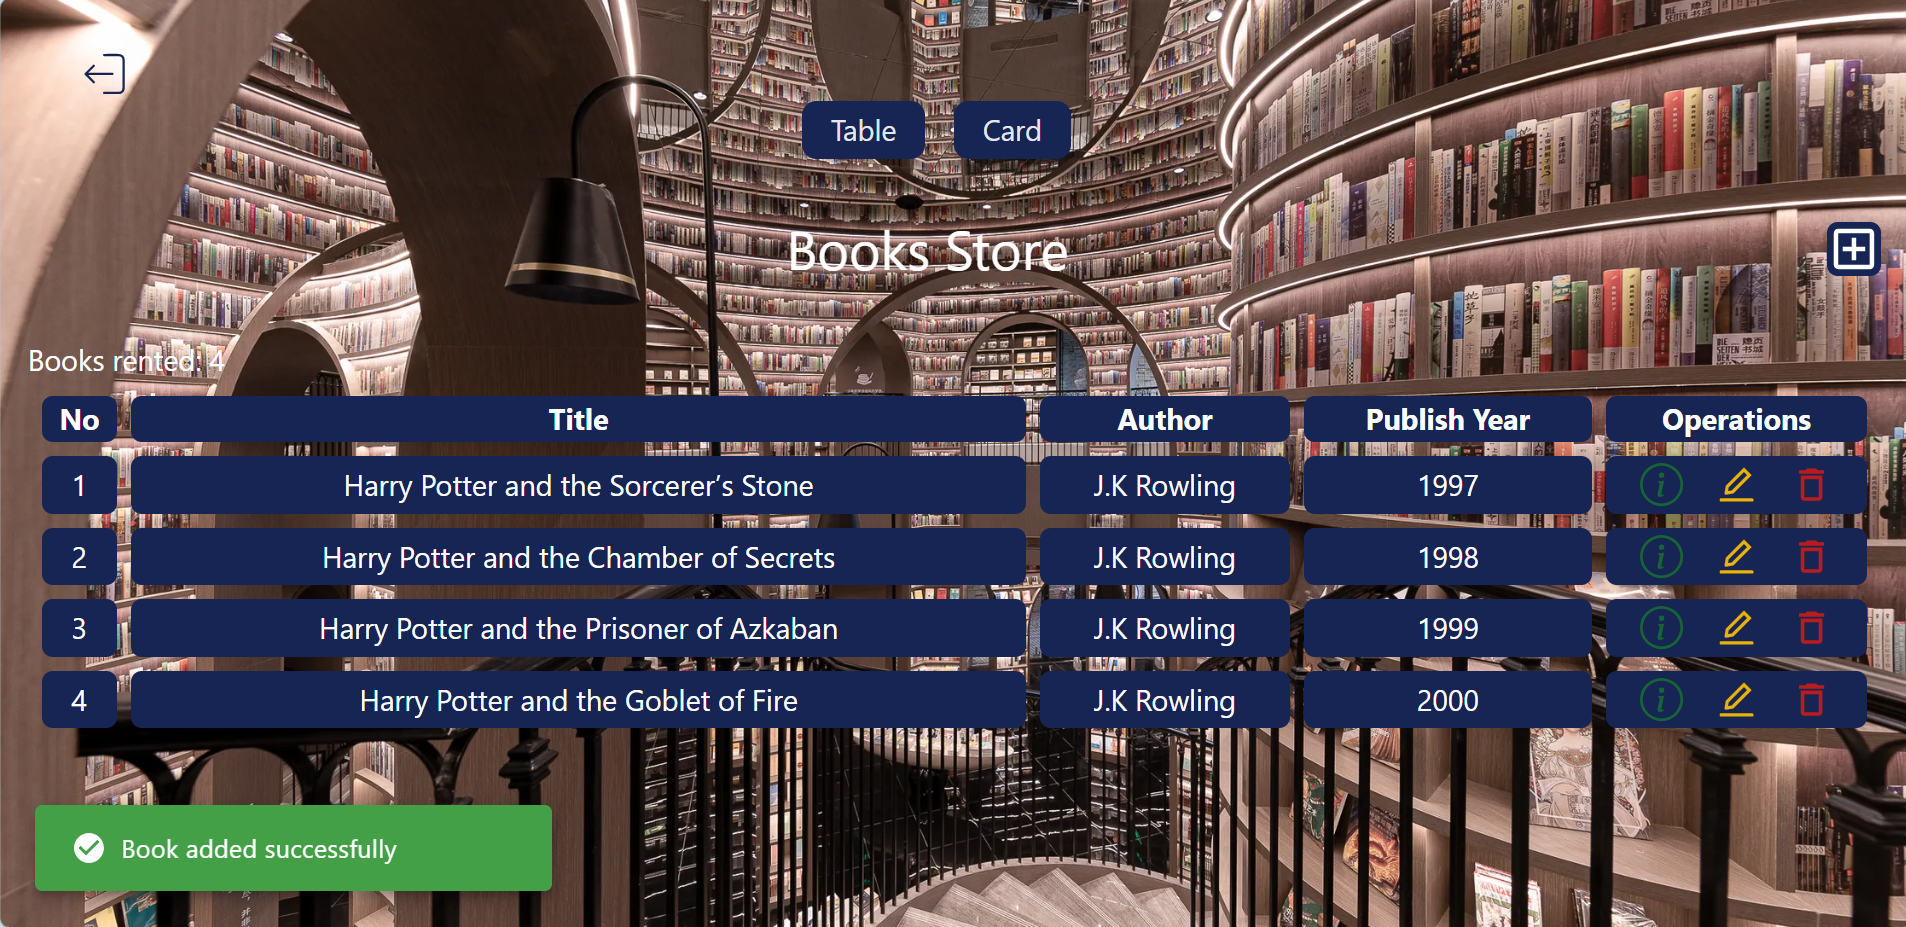 Table Card
Books Store
Books rented: 4
No Title Author Publish Year Operations
1 Harry Potter and the Sorcerer’s Stone J.K Rowling 1997
2 Harry Potter and the Chamber of Secrets J.K Rowling 1998
3 Harry Potter and the Prisoner of Azkaban J.K Rowling 1999
4 Harry Potter and the Goblet of Fire J.K Rowling 2000
Book added successfully